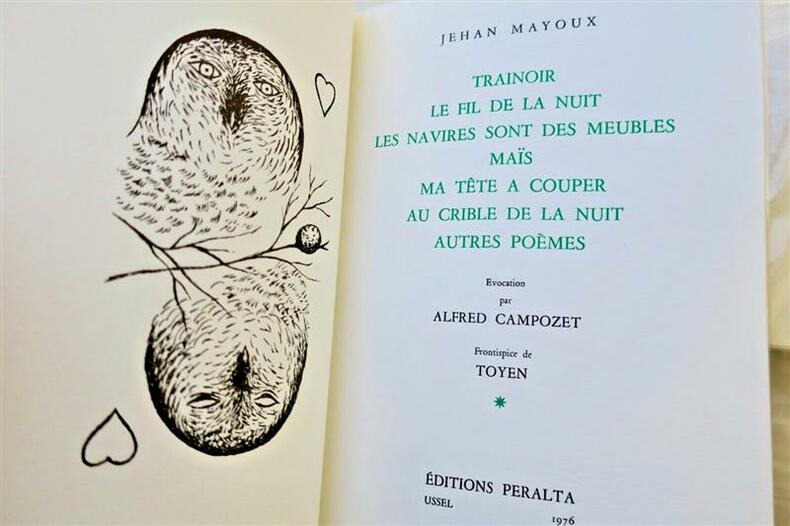 JEHAN MAYOUX
TRAINOIR
LE FIL DE LA NUIT
LES NAVIRES SONT DES MEUBLES
MAÏS
MA TÊTE A COUPER
AU CRIBLE DE LA NUIT
AUTRES POÈMES
Evocation
par
ALFRED CAMPOZET
Frontispice de
TOYEN
ÉDITIONS PERALTA
USSEL
1976